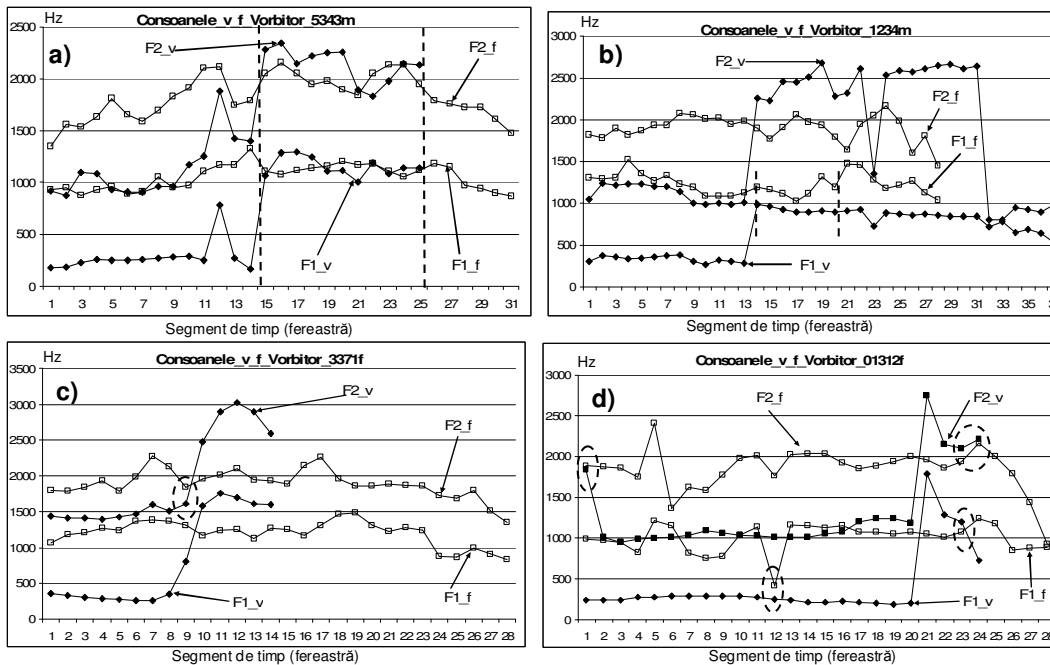 Hz
Consoanele_v_f_Vorbitor_5343m
a)
2500
2000
1500
1000
500
0
F2_v
F2_f
F1_v
F1_f
1 3 5 7 9 11 13 15 17 19 21 23 25 27 29 31
Segment de timp (fereastră)
Hz
Consoanele_v_f_Vorbitor_1234m
b)
3000
2500
2000
1500
1000
500
0
F2_v
F2_f
F1_f
F1_v
1 3 5 7 9 11 13 15 17 19 21 23 25 27 29 31 33 35 3
Segment de timp (fereastră)
Hz
Consoanele_v_f_Vorbitor_3371f
c)
3500
3000
2500
2000
1500
1000
500
0
F2_v
F2_f
F1_v
F1_f
1 2 3 4 5 6 7 8 9 10 11 12 13 14 15 16 17 18 19 20 21 22 23 24 25 26 27 28
Segment de timp (fereastră)
Hz
Consoanele_v_f_Vorbitor_01312f
d)
3000
2500
2000
1500
1000
500
0
F2_f
F2_v
F1_v
F1_f
1 2 3 4 5 6 7 8 9 10 11 12 13 14 15 16 17 18 19 20 21 22 23 24 25 26 27 28
Segment de timp (fereastră)